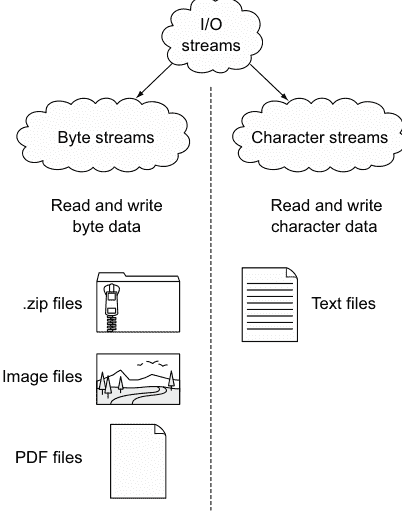 I/O
streams
Byte streams
Character streams
Read and write
byte data
Read and write
character data
.zip files
Text files
Image files
PDF files